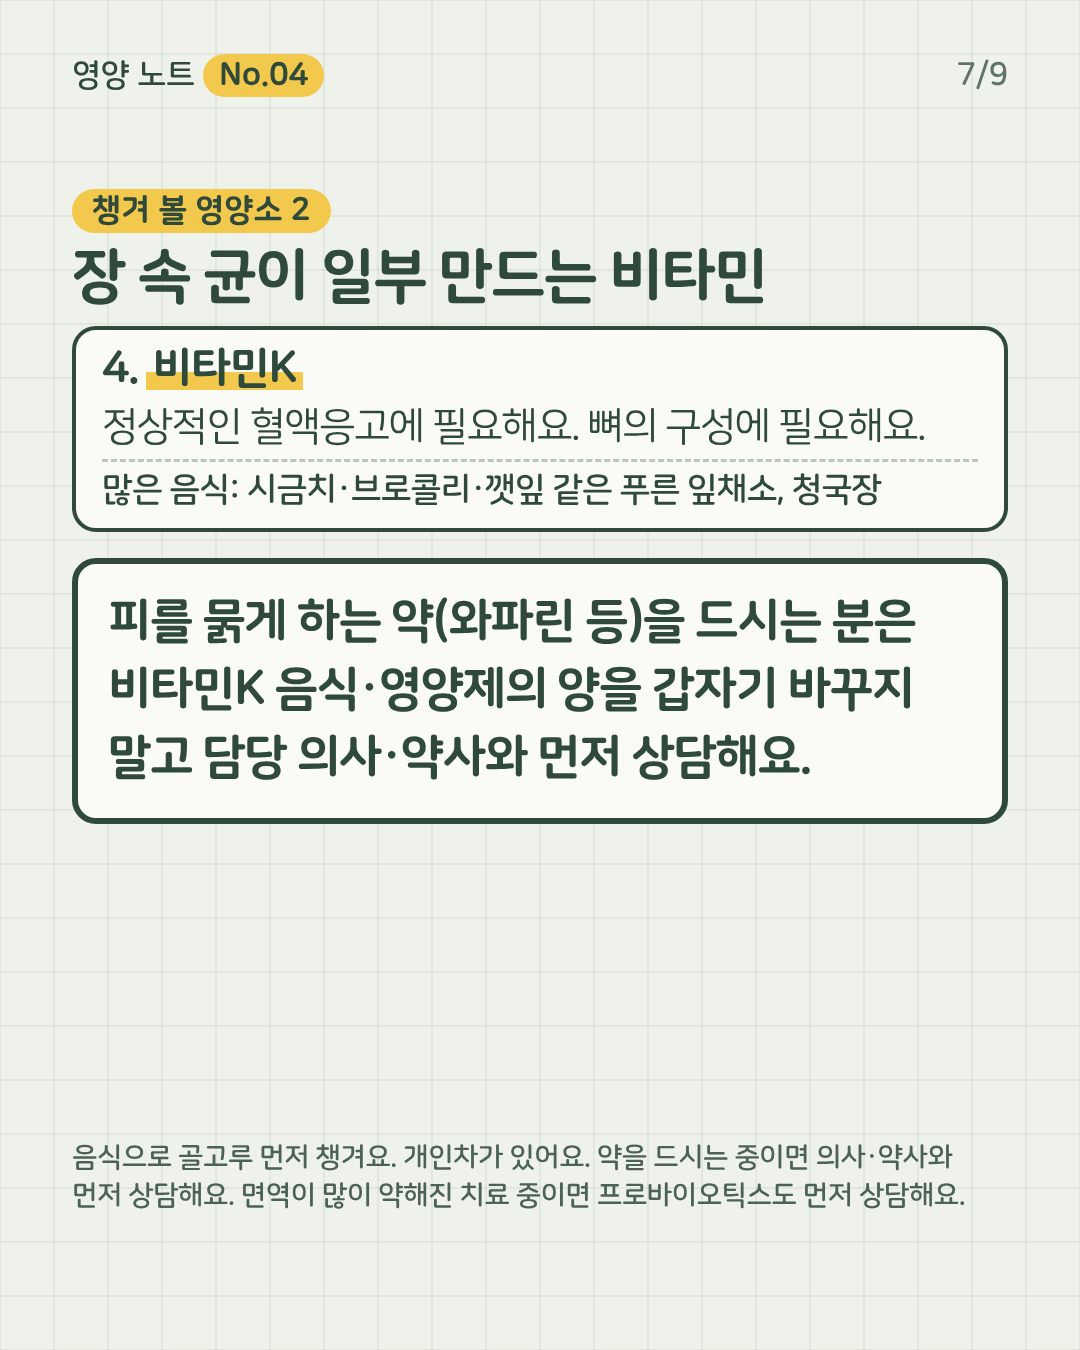 영양 노트 No.04
7/9
챙겨 볼 영양소 2
장 속 균이 일부 만드는 비타민
4. 비타민K
정상적인 혈액응고에 필요해요. 뼈의 구성에 필요해요.
많은 음식: 시금치·브로콜리·깻잎 같은 푸른 잎채소, 청국장
피를 묽게 하는 약(와파린 등)을 드시는 분은
비타민K 음식·영양제의 양을 갑자기 바꾸지
말고 담당 의사·약사와 먼저 상담해요.
음식으로 골고루 먼저 챙겨요. 개인차가 있어요. 약을 드시는 중이면 의사·약사와
먼저 상담해요. 면역이 많이 약해진 치료 중이면 프로바이오틱스도 먼저 상담해요.